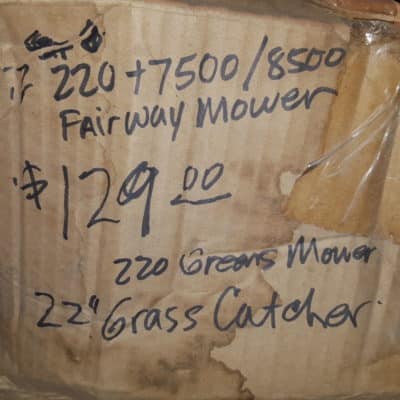 220+7500/8500
FAirway Mower
$129.00
220 Greens Mower
22" Grass Catcher.